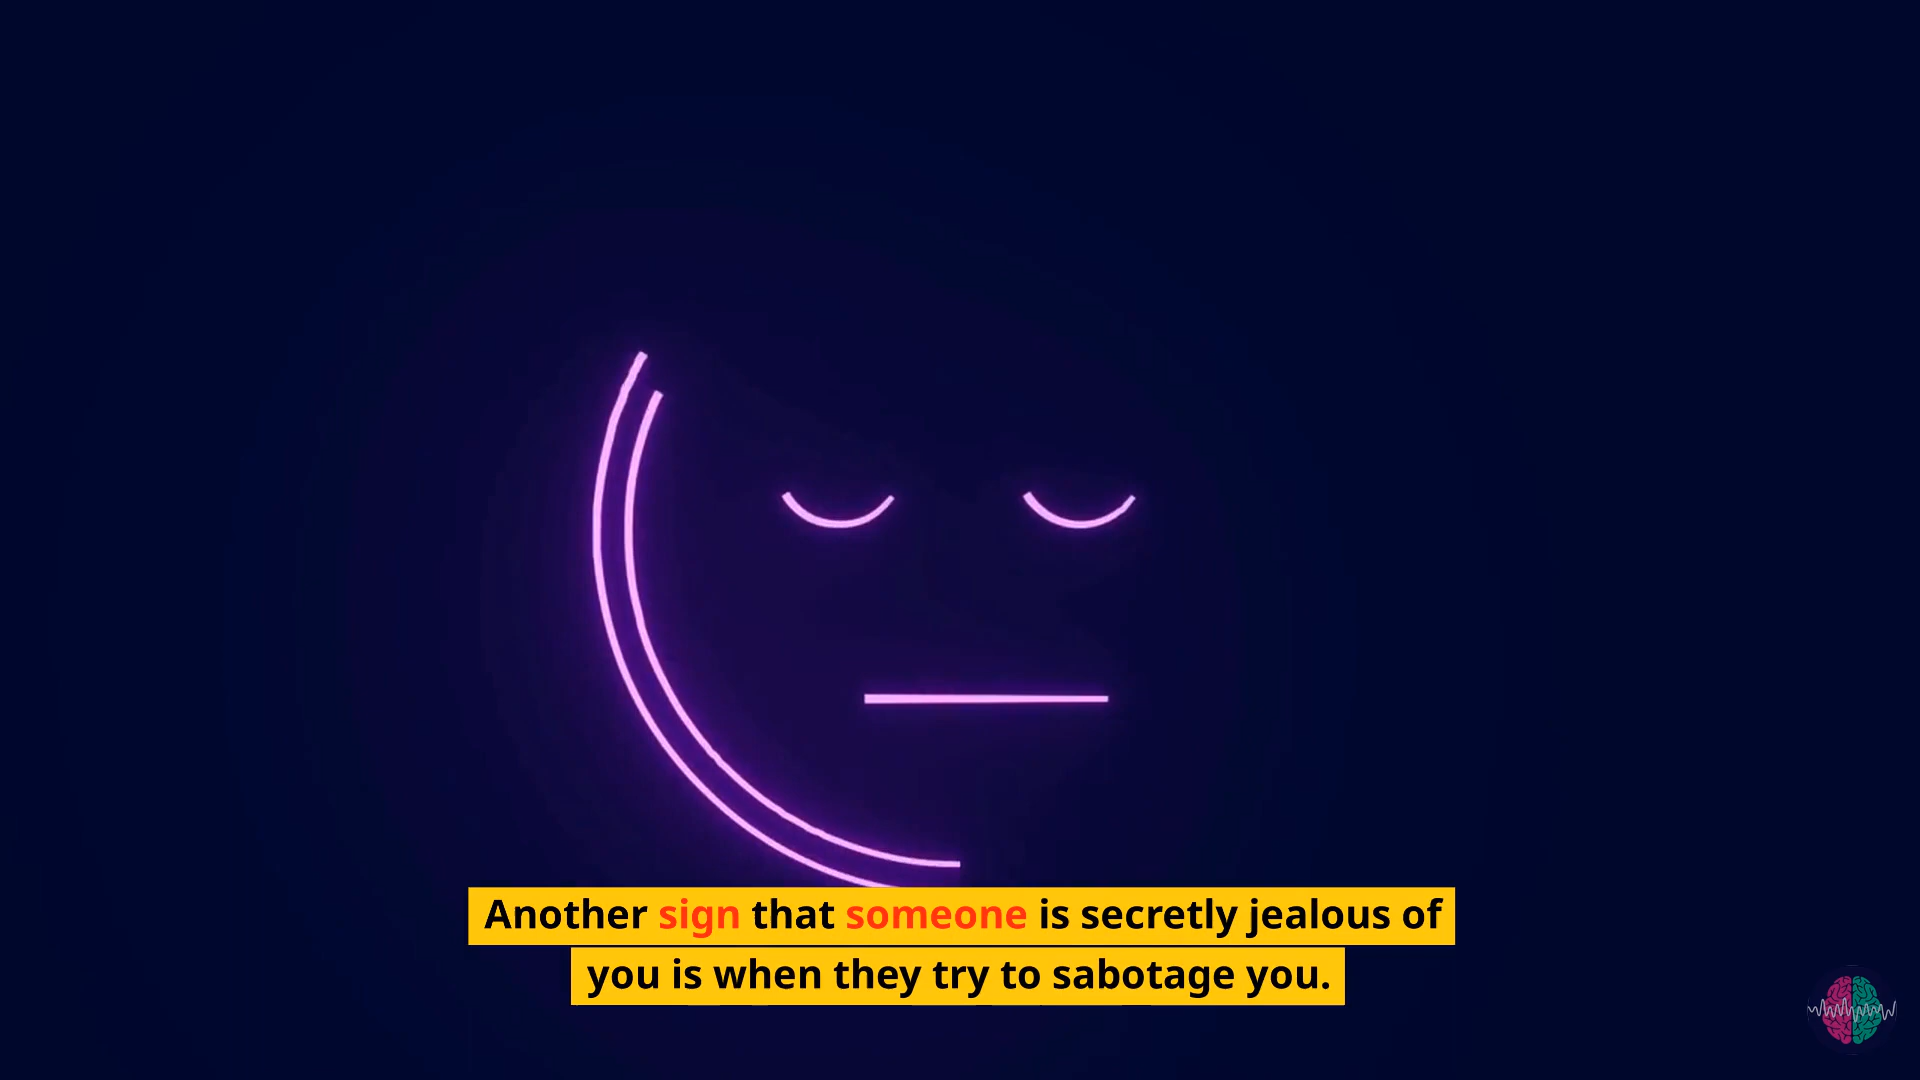 Another sign that someone is secretly jealous of
you is when they try to sabotage you.